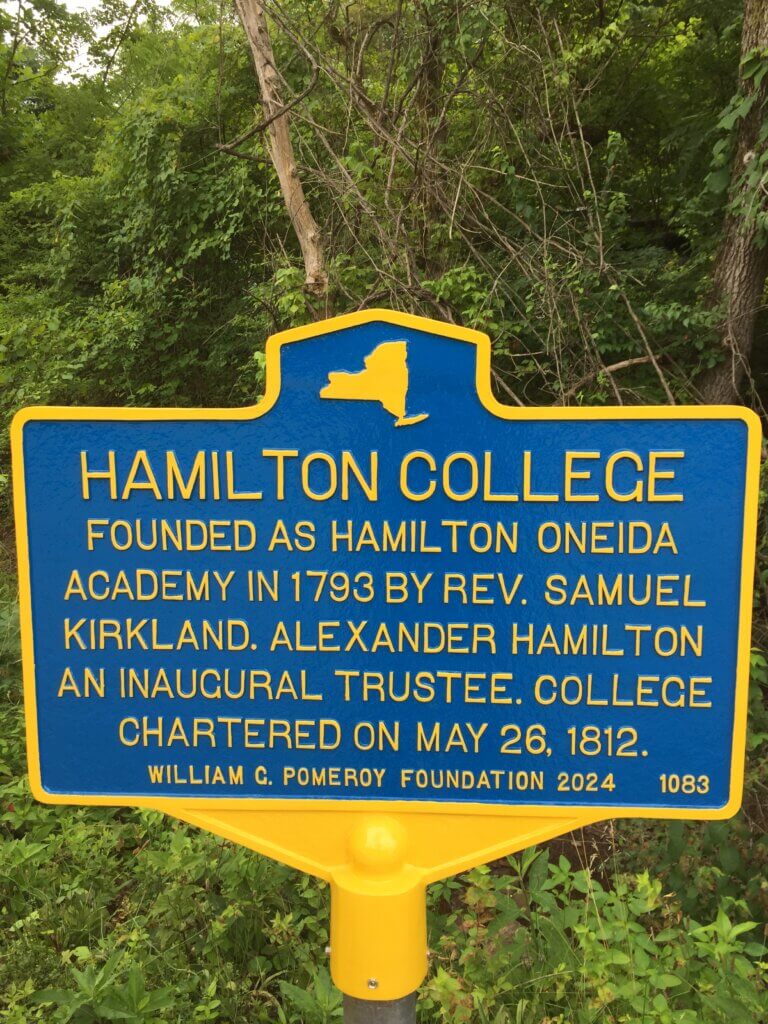 HAMILTON COLLEGE
FOUNDED AS HAMILTON ONEIDA
ACADEMY IN 1793 BY REV. SAMUEL
KIRKLAND. ALEXANDER HAMILTON
AN INAUGURAL TRUSTEE. COLLEGE
CHARTERED ON MAY 26, 1812.
WILLIAM G. POMEROY FOUNDATION 2024 1083